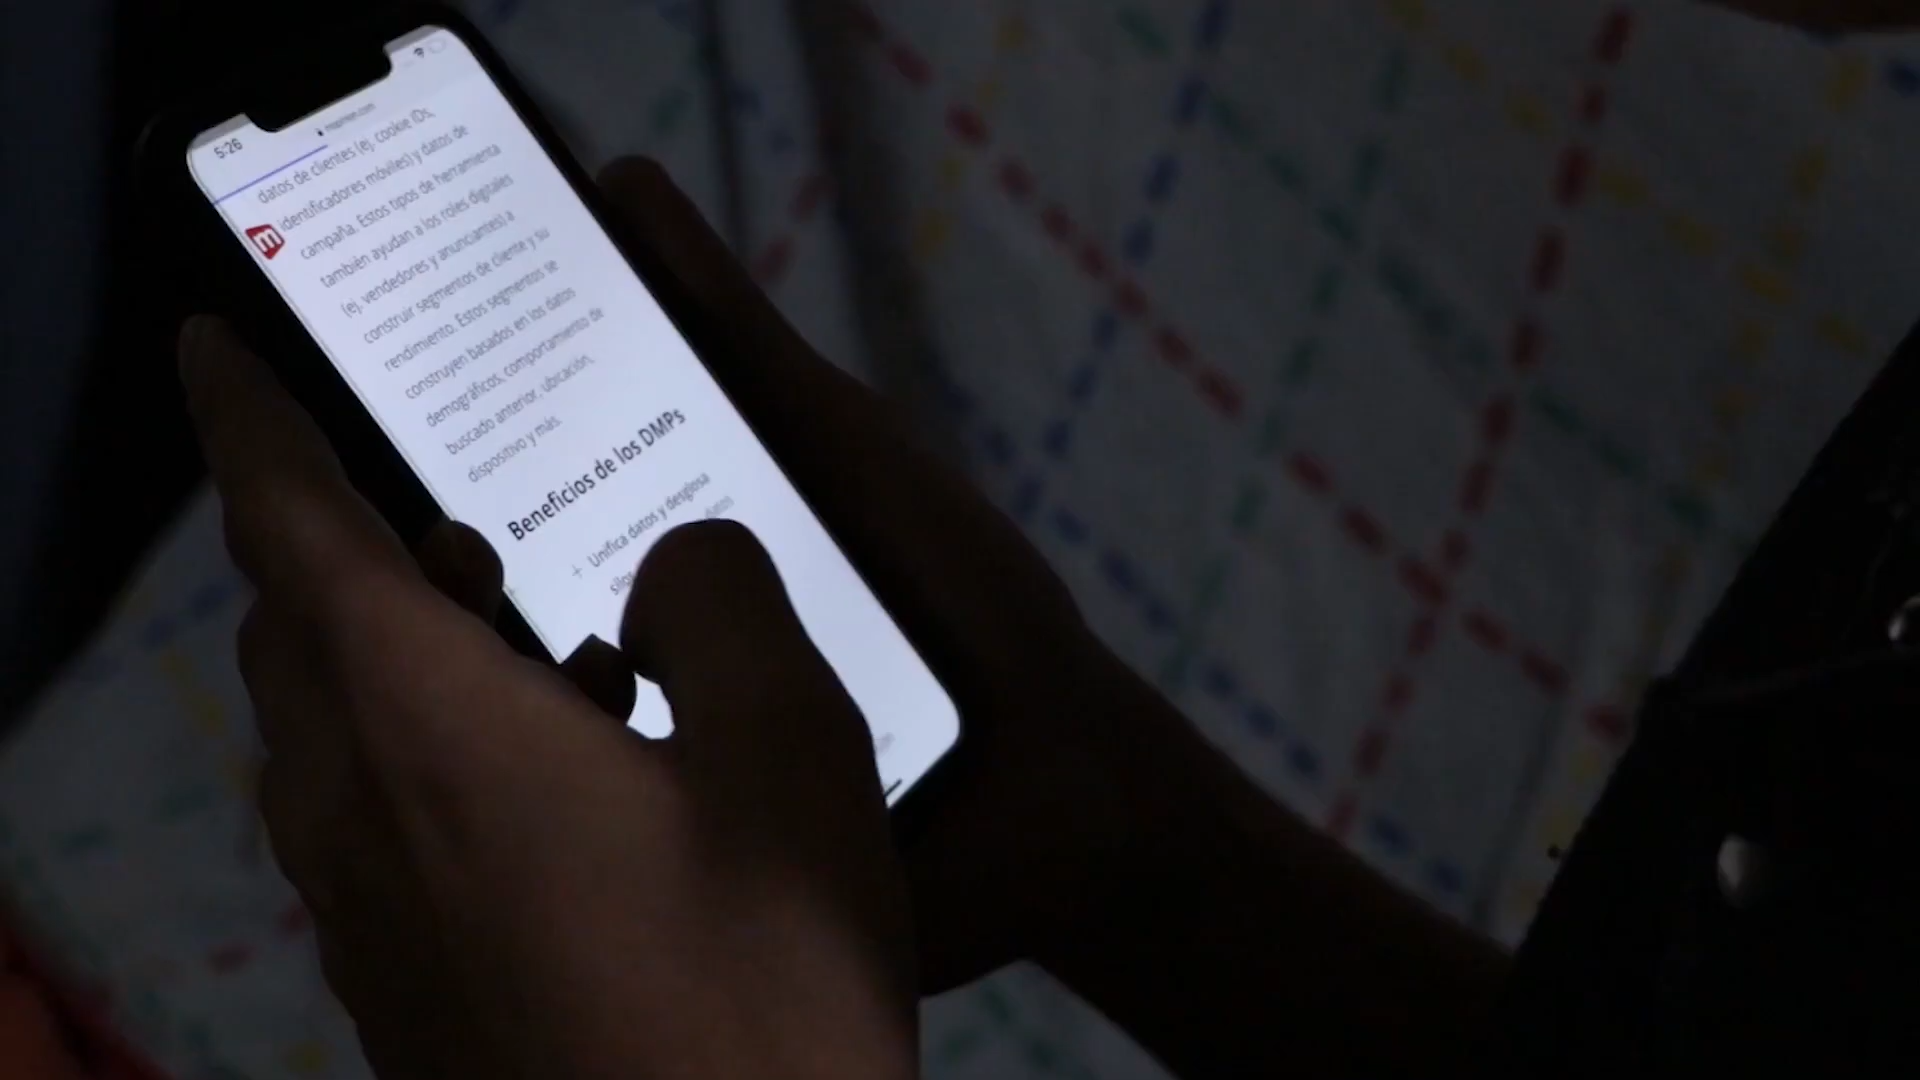 5:26
datos de clientes (ej. cookie IDs,
identificadores móviles) y datos de
campaña. Estos tipos de herramienta
también ayudan a los roles digitales
(ej. vendedores y anunciantes) a
construir segmentos de cliente y su
rendimiento. Estos segmentos se
construyen basados en los datos
demográficos, comportamiento de
buscado anterior, ubicación,
dispositivo y más.
Beneficios de los DMPs
+ Unifica datos y desglosa
datos
m